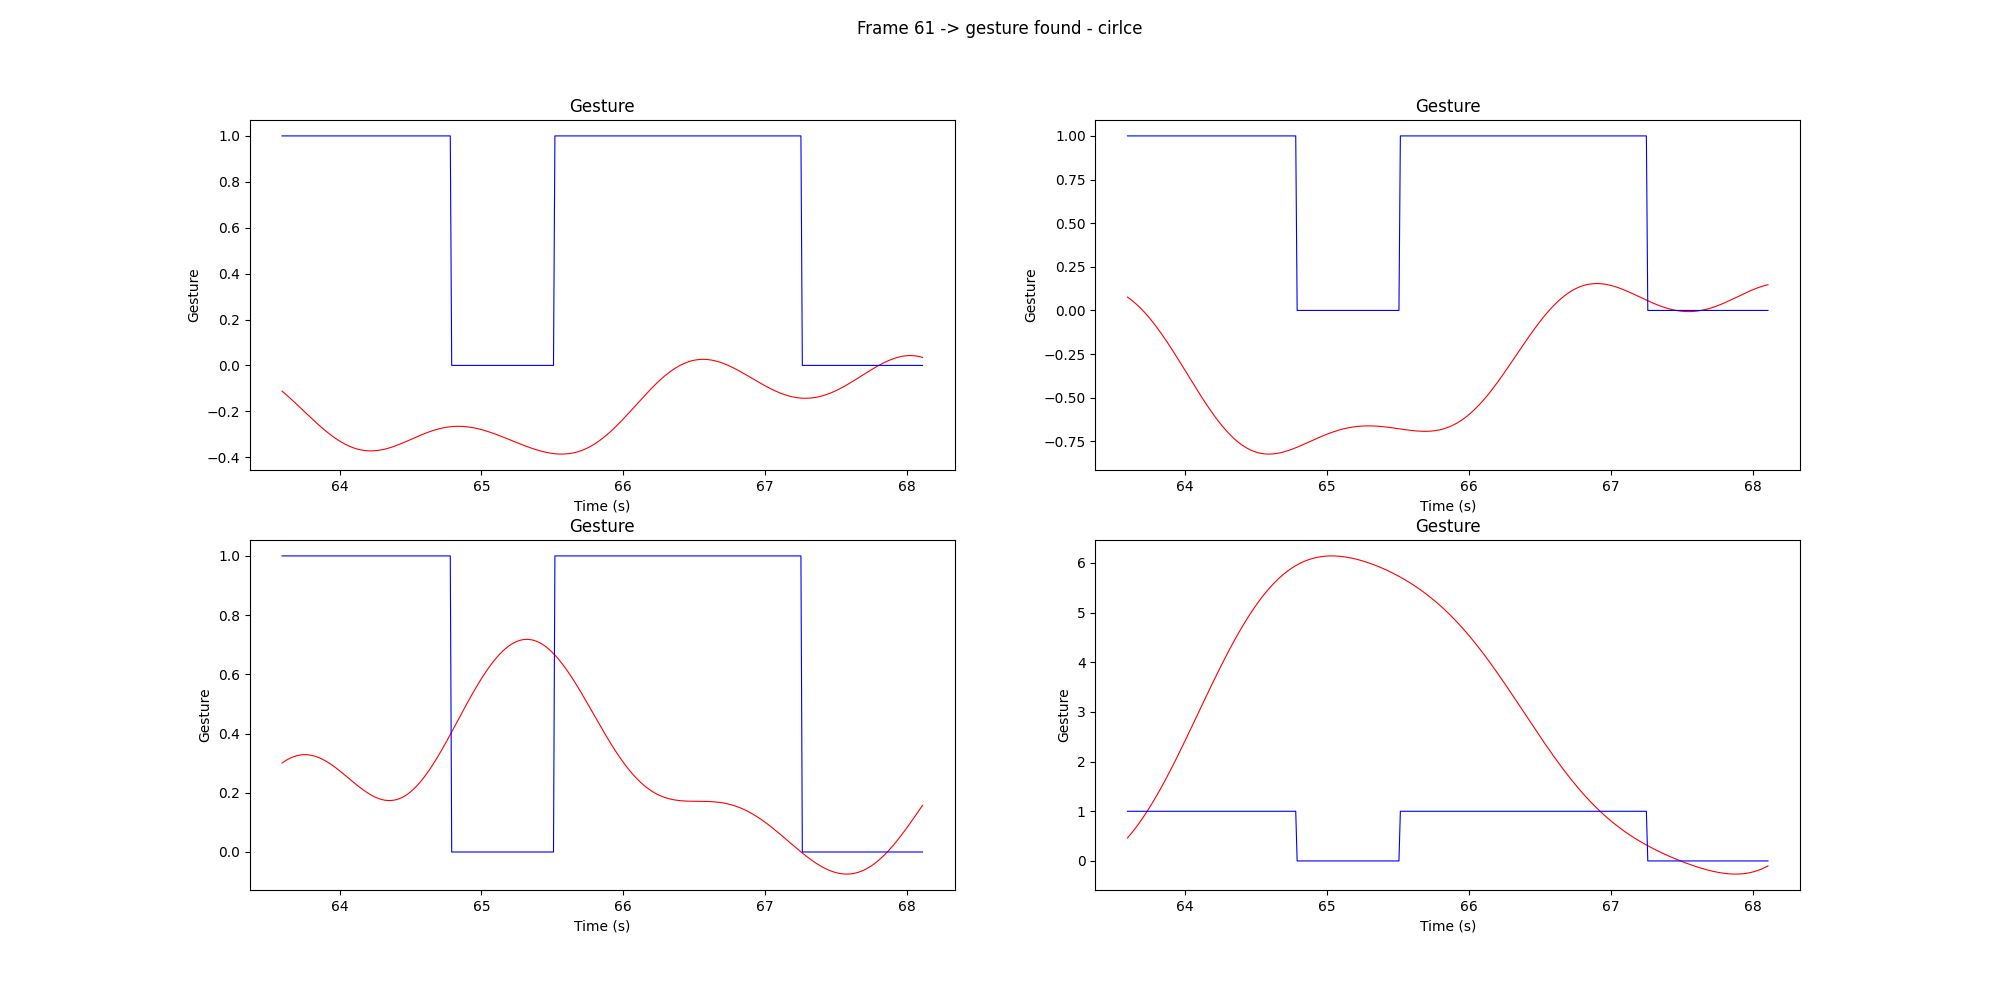 Frame 61 -> gesture found - cirlce
Gesture
1.0
0.8
0.6
0.4
0.2
0.0
−0.2
−0.4
Gesture
64 65 66 67 68
Time (s)
Gesture
1.00
0.75
0.50
0.25
0.00
−0.25
−0.50
−0.75
Gesture
64 65 66 67 68
Time (s)
Gesture
1.0
0.8
0.6
0.4
0.2
0.0
Gesture
64 65 66 67 68
Time (s)
Gesture
6
5
4
3
2
1
0
Gesture
64 65 66 67 68
Time (s)